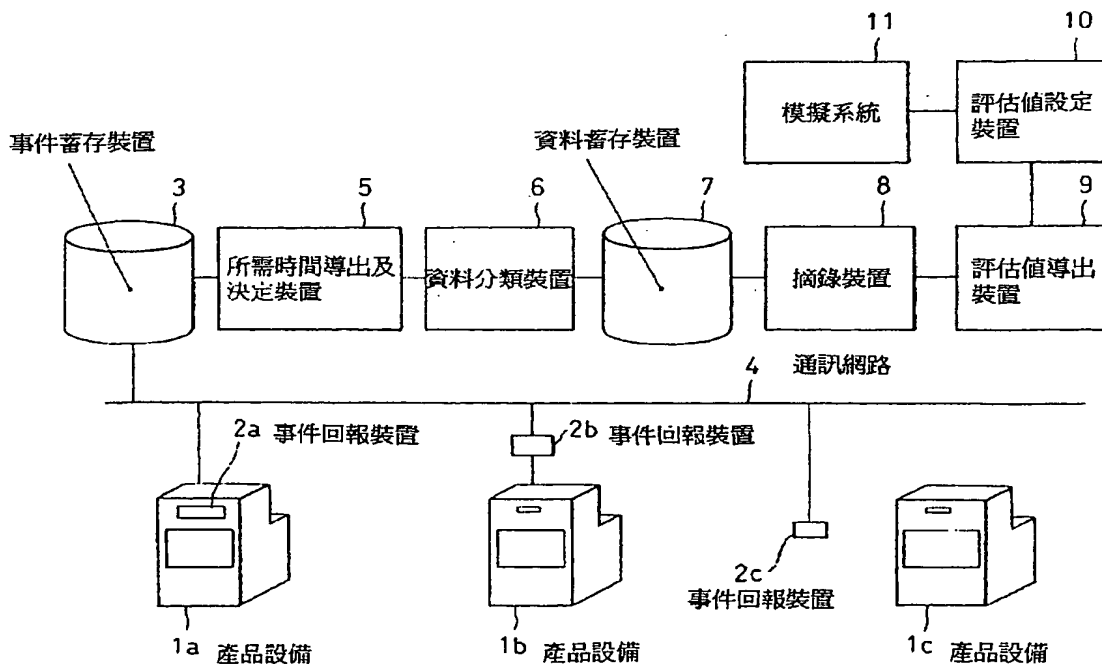 11
10
模擬系統
評估值設定
裝置
事件蓄存裝置
資料蓄存裝置
3
5
6
7
8
9
所需時間導出及
決定裝置
資料分類裝置
摘錄裝置
評估值導出
裝置
4
通訊網路
2a 事件回報裝置
2b 事件回報裝置
2c
事件回報裝置
1a 產品設備
1b 產品設備
1c 產品設備